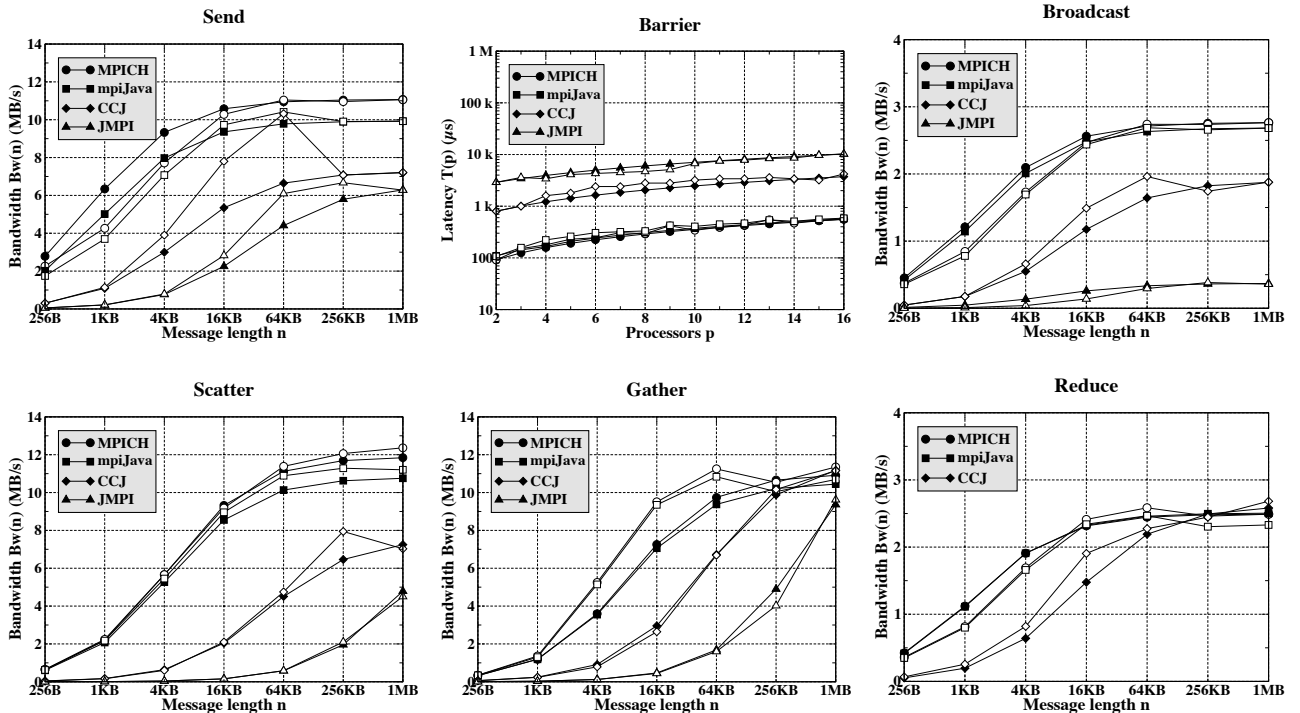 Send
Bandwidth Bw(n) (MB/s)
14
12
10
8
6
4
2
0
MPICH
mpiJava
CCJ
JMPI
256B 1KB 4KB 16KB 64KB 256KB 1MB
Message length n
Barrier
Latency T(p) (µs)
1 M
100 k
10 k
1 k
100
10
MPICH
mpiJava
CCJ
JMPI
2 4 6 8 10 12 14 16
Processors p
Broadcast
Bandwidth Bw(n) (MB/s)
4
3
2
1
0
MPICH
mpiJava
CCJ
JMPI
256B 1KB 4KB 16KB 64KB 256KB 1MB
Message length n
Scatter
Bandwidth Bw(n) (MB/s)
14
12
10
8
6
4
2
0
MPICH
mpiJava
CCJ
JMPI
256B 1KB 4KB 16KB 64KB 256KB 1MB
Message length n
Gather
Bandwidth Bw(n) (MB/s)
14
12
10
8
6
4
2
0
MPICH
mpiJava
CCJ
JMPI
256B 1KB 4KB 16KB 64KB 256KB 1MB
Message length n
Reduce
Bandwidth Bw(n) (MB/s)
4
3
2
1
0
MPICH
mpiJava
CCJ
256B 1KB 4KB 16KB 64KB 256KB 1MB
Message length n